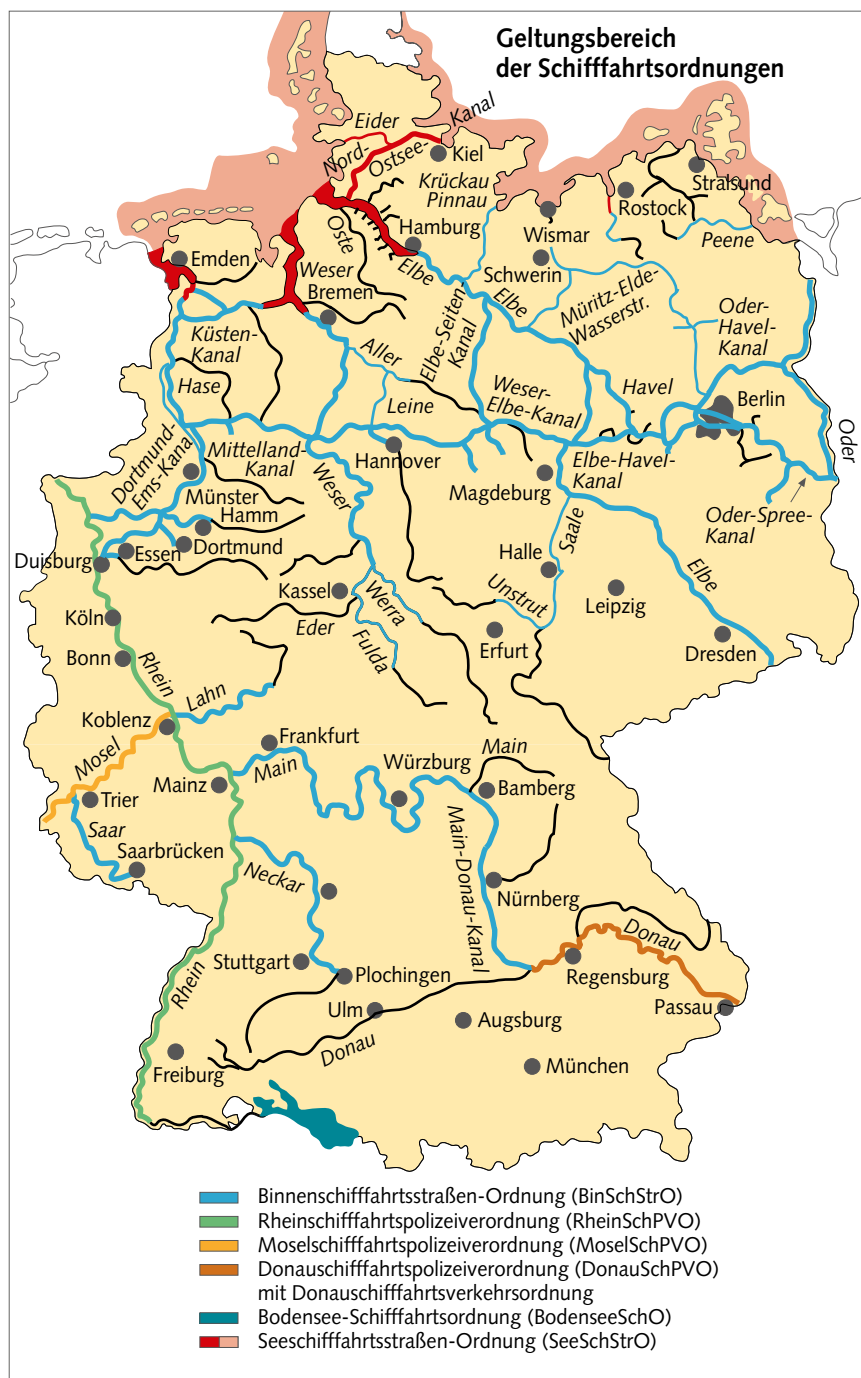 Geltungsbereich
der Schifffahrtsordnungen
Eider
Nord-
Ostsee-
Kanal
Kiel
Krückau
Pinnau
Stralsund
Rostock
Wismar
Peene
Emden
Oste
Hamburg
Elbe
Schwerin
Weser
Bremen
Elbe-Seiten-
Kanal
Elbe
Müritz-Elde-
Wasserstr.
Oder-
Havel-
Kanal
Küsten-
Kanal
Aller
Hase
Leine
Weser-
Elbe-Kanal
Havel
Berlin
Oder
Dortmund-
Ems-Kana
Mittelland-
Kanal
Weser
Hannover
Magdeburg
Elbe-Havel-
Kanal
Oder-Spree-
Kanal
Münster
Hamm
Dortmund
Essen
Duisburg
Halle
Saale
Elbe
Kassel
Werra
Unstrut
Leipzig
Köln
Eder
Fulda
Erfurt
Dresden
Bonn
Rhein
Lahn
Koblenz
Mosel
Frankfurt
Main
Würzburg
Main
Mainz
Bamberg
Trier
Saar
Saarbrücken
Neckar
Main-Donau-Kanal
Nürnberg
Donau
Stuttgart
Plochingen
Regensburg
Rhein
Ulm
Passau
Augsburg
Donau
Freiburg
München
Binnenschifffahrtsstraßen-Ordnung (BinSchStrO)
Rheinschifffahrtspolizeiverordnung (RheinSchPVO)
Moselschifffahrtspolizeiverordnung (MoselSchPVO)
Donauschifffahrtspolizeiverordnung (DonauSchPVO)
mit Donauschifffahrtsverkehrsordnung
Bodensee-Schifffahrtsordnung (BodenseeSchO)
Seeschifffahrtsstraßen-Ordnung (SeeSchStrO)